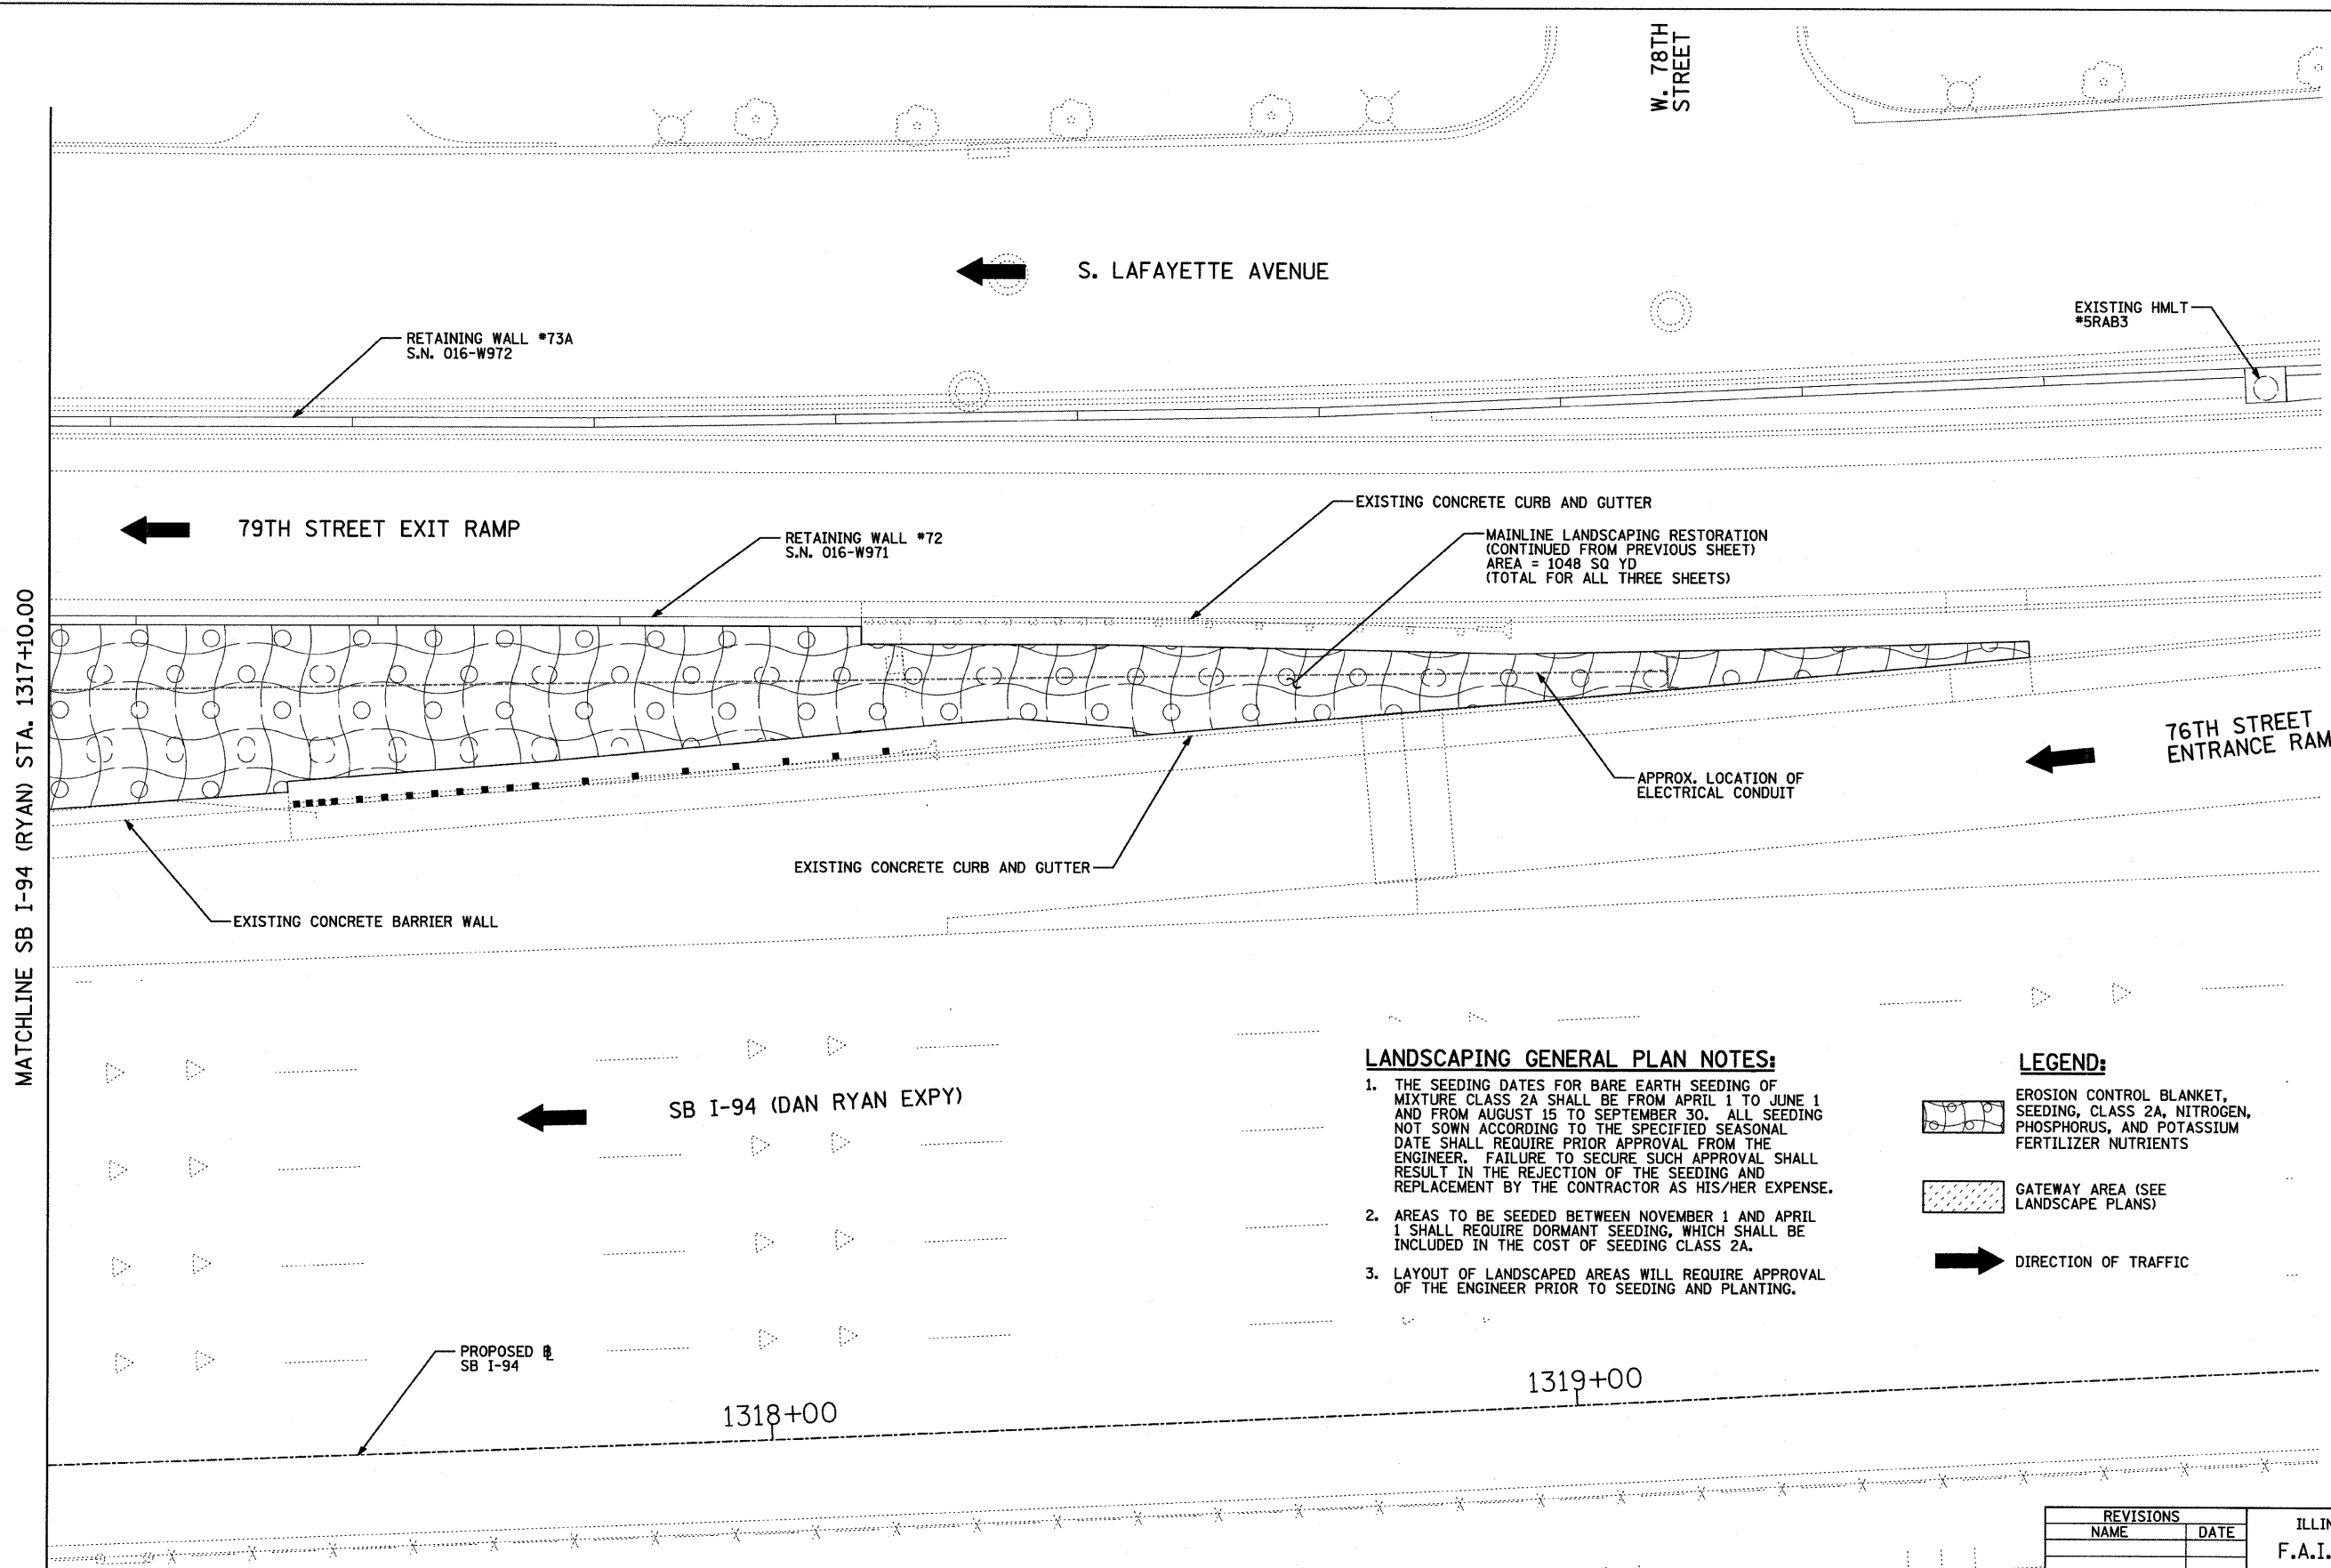 W. 78TH
STREET
S. LAFAYETTE AVENUE
EXISTING HMLT
#5RAB3
RETAINING WALL #73A
S.N. 016-W972
79TH STREET EXIT RAMP
RETAINING WALL #72
S.N. 016-W971
EXISTING CONCRETE CURB AND GUTTER
MAINLINE LANDSCAPING RESTORATION
(CONTINUED FROM PREVIOUS SHEET)
AREA = 1048 SQ YD
(TOTAL FOR ALL THREE SHEETS)
MATCHLINE SB I-94 (RYAN) STA. 1317+10.00
76TH STREET
ENTRANCE RAM
APPROX. LOCATION OF
ELECTRICAL CONDUIT
EXISTING CONCRETE CURB AND GUTTER
EXISTING CONCRETE BARRIER WALL
SB I-94 (DAN RYAN EXPY)
LANDSCAPING GENERAL PLAN NOTES:
1. THE SEEDING DATES FOR BARE EARTH SEEDING OF
MIXTURE CLASS 2A SHALL BE FROM APRIL 1 TO JUNE 1
AND FROM AUGUST 15 TO SEPTEMBER 30. ALL SEEDING
NOT SOWN ACCORDING TO THE SPECIFIED SEASONAL
DATE SHALL REQUIRE PRIOR APPROVAL FROM THE
ENGINEER. FAILURE TO SECURE SUCH APPROVAL SHALL
RESULT IN THE REJECTION OF THE SEEDING AND
REPLACEMENT BY THE CONTRACTOR AS HIS/HER EXPENSE.
2. AREAS TO BE SEEDED BETWEEN NOVEMBER 1 AND APRIL
1 SHALL REQUIRE DORMANT SEEDING, WHICH SHALL BE
INCLUDED IN THE COST OF SEEDING CLASS 2A.
3. LAYOUT OF LANDSCAPED AREAS WILL REQUIRE APPROVAL
OF THE ENGINEER PRIOR TO SEEDING AND PLANTING.
LEGEND:
EROSION CONTROL BLANKET,
SEEDING, CLASS 2A, NITROGEN,
PHOSPHORUS, AND POTASSIUM
FERTILIZER NUTRIENTS
GATEWAY AREA (SEE
LANDSCAPE PLANS)
DIRECTION OF TRAFFIC
PROPOSED B
SB I-94
1318+00
1319+00
REVISIONS
NAME DATE
ILLIN
F.A.I.